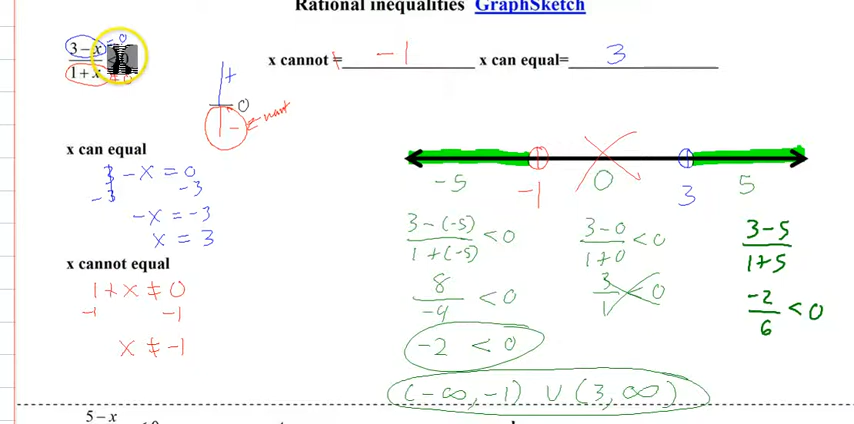 Rational inequalities GraphSketch
3 – x = 0
1 + x ≠ 0
x cannot = -1 x can equal= 3
+
0
- ← want
x can equal
3 - x = 0
-3 -3
-x = -3
x = 3
x cannot equal
1 + x ≠ 0
-1 -1
x ≠ -1
-5 -1 0 3 5
3-(-5) / 1+(-5) < 0
8 / -4 < 0
-2 < 0
3-0 / 1+0 < 0
3 / 1 < 0
3-5 / 1+5
-2 / 6 < 0
(-∞, -1) ∪ (3, ∞)
5 – x